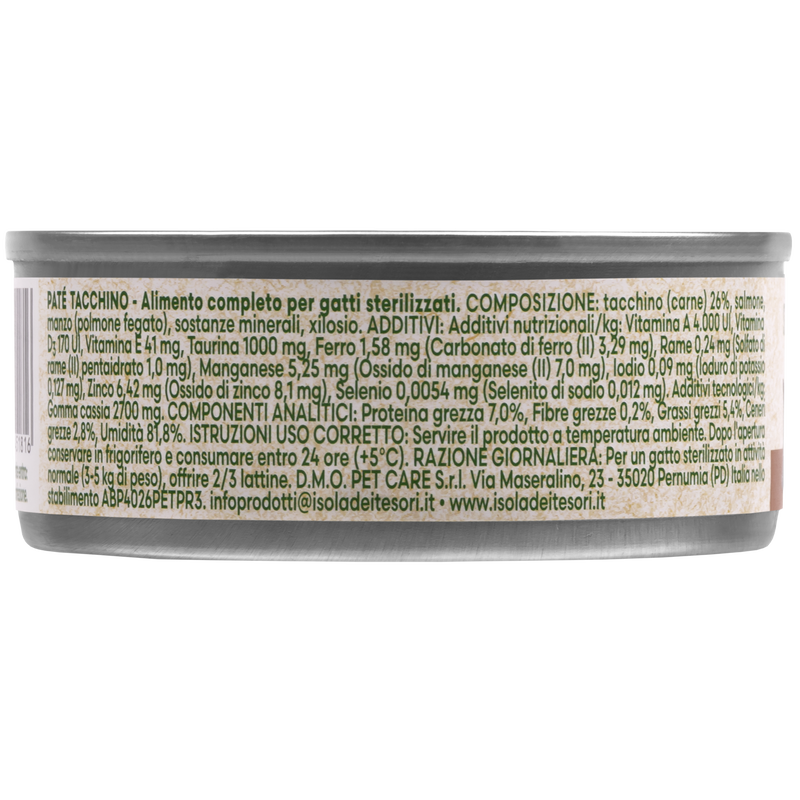 PATÉ TACCHINO - Alimento completo per gatti sterilizzati. COMPOSIZIONE: tacchino (carne) 26%, salmone,
manzo (polmone fegato), sostanze minerali, xilosio. ADDITIVI: Additivi nutrizionali/kg: Vitamina A 4.000 UI, Vitamina
D3 170 UI, Vitamina E 41 mg, Taurina 1000 mg, Ferro 1,58 mg (Carbonato di ferro (II) 3,29 mg), Rame 0,24 mg (Solfato di
rame (II) pentaidrato 1,0 mg), Manganese 5,25 mg (Ossido di manganese (II) 7,0 mg), Iodio 0,09 mg (Ioduro di potassio
0,127 mg), Zinco 6,42 mg (Ossido di zinco 8,1 mg), Selenio 0,0054 mg (Selenito di sodio 0,012 mg), Additivi tecnologici/kg:
Gomma cassia 2700 mg. COMPONENTI ANALITICI: Proteina grezza 7,0%, Fibre grezze 0,2%, Grassi grezzi 5,4%, Ceneri
grezze 2,8%, Umidità 81,8%. ISTRUZIONI USO CORRETTO: Servire il prodotto a temperatura ambiente. Dopo l'apertura
conservare in frigorifero e consumare entro 24 ore (+5°C). RAZIONE GIORNALIERA: Per un gatto sterilizzato in attività
normale (3-5 kg di peso), offrire 2/3 lattine. D.M.O. PET CARE S.r.l. Via Maseralino, 23 - 35020 Pernumia (PD) Italia nello
stabilimento ABP4026PETPR3. infoprodotti@isoladeitesori.it • www.isoladeitesori.it